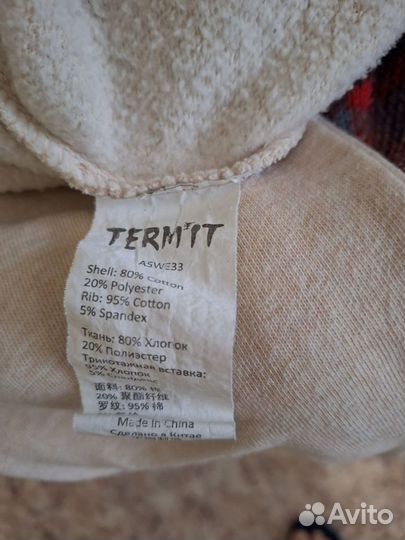 TERMIT
ASWE33
Shell: 80% Cotton
20% Polyester
Rib: 95% Cotton
5% Spandex
Ткань: 80% Хлопок
20% Полиэстер
Трикотажная вставка:
95% Хлопок
面料: 80% 棉
20% 聚酯纤维
罗纹: 95% 棉
Made in China
Сделано в Китае
Avito